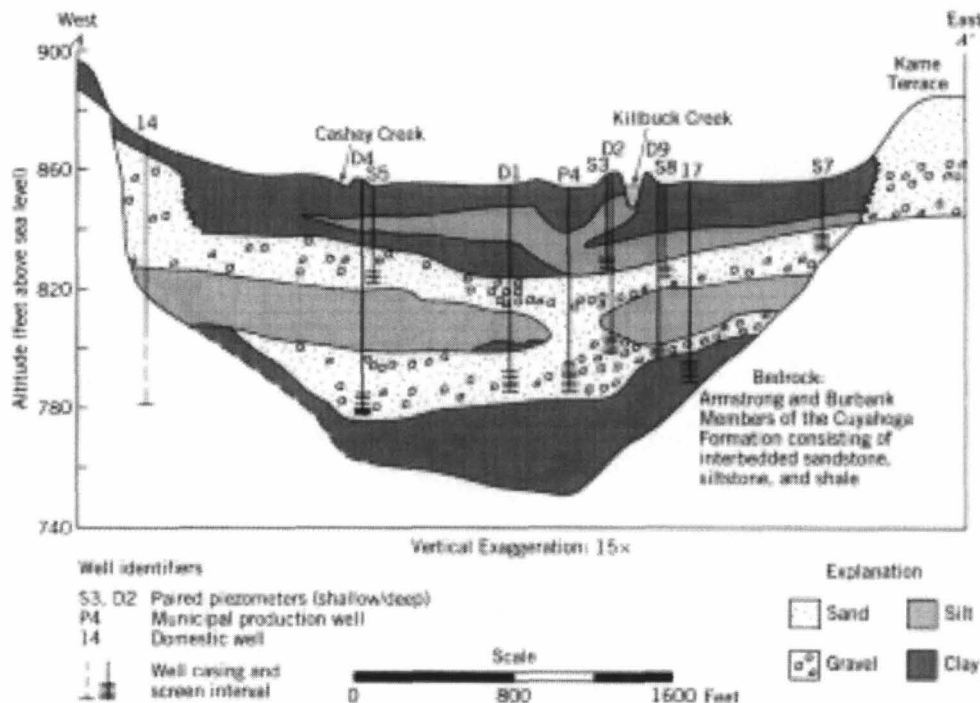 West
A
East
A'
900
860
820
780
740
Altitude (feet above sea level)
Kame
Terrace
14
Cashay Creek
D4
S5
D1
P4
S3
D2
Killbuck Creek
D9
S8
17
S7
Bedrock:
Armstrong and Burbank
Members of the Cuyahoga
Formation consisting of
interbedded sandstone,
siltstone, and shale
Vertical Exaggeration: 15×
Well identifiers
S3, D2 Paired piezometers (shallow/deep)
P4 Municipal production well
14 Domestic well
Well casing and
screen interval
Scale
0 800 1600 Feet
Explanation
Sand Silt
Gravel Clay